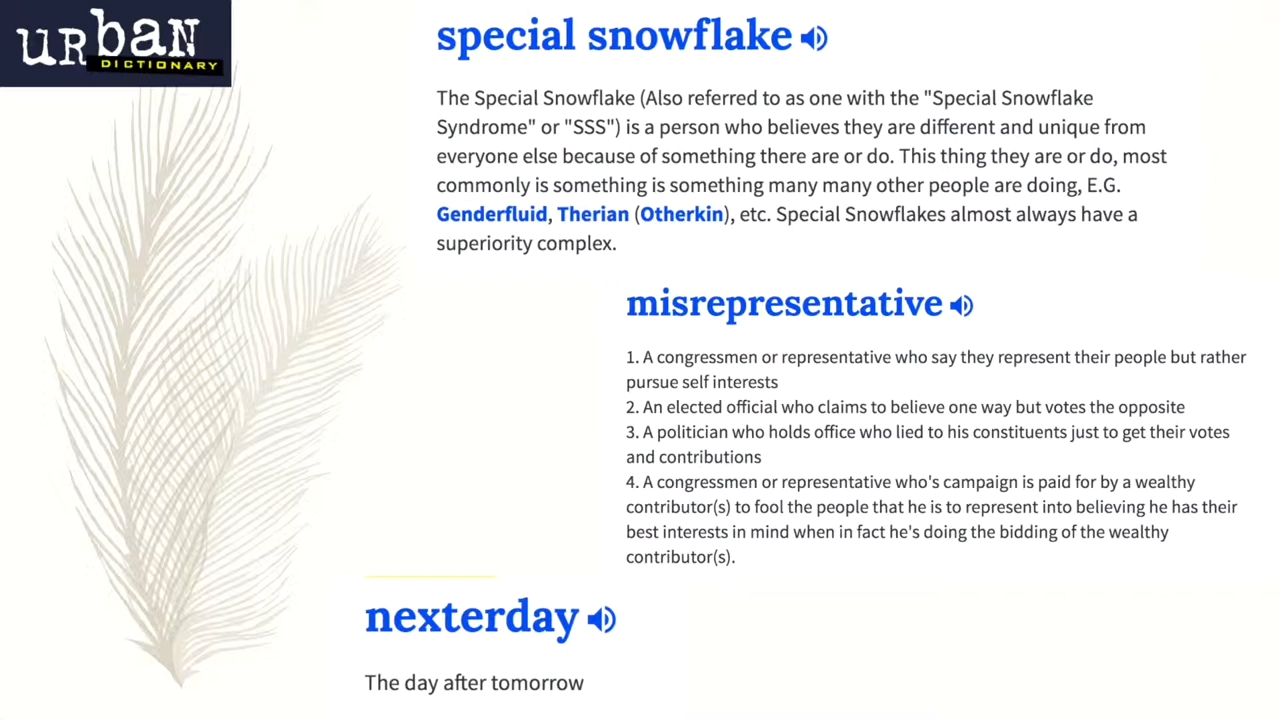 urban
DICTIONARY
special snowflake
The Special Snowflake (Also referred to as one with the "Special Snowflake
Syndrome" or "SSS") is a person who believes they are different and unique from
everyone else because of something there are or do. This thing they are or do, most
commonly is something is something many many other people are doing, E.G.
Genderfluid, Therian (Otherkin), etc. Special Snowflakes almost always have a
superiority complex.
misrepresentative
1. A congressmen or representative who say they represent their people but rather
pursue self interests
2. An elected official who claims to believe one way but votes the opposite
3. A politician who holds office who lied to his constituents just to get their votes
and contributions
4. A congressmen or representative who's campaign is paid for by a wealthy
contributor(s) to fool the people that he is to represent into believing he has their
best interests in mind when in fact he's doing the bidding of the wealthy
contributor(s).
nexterday
The day after tomorrow